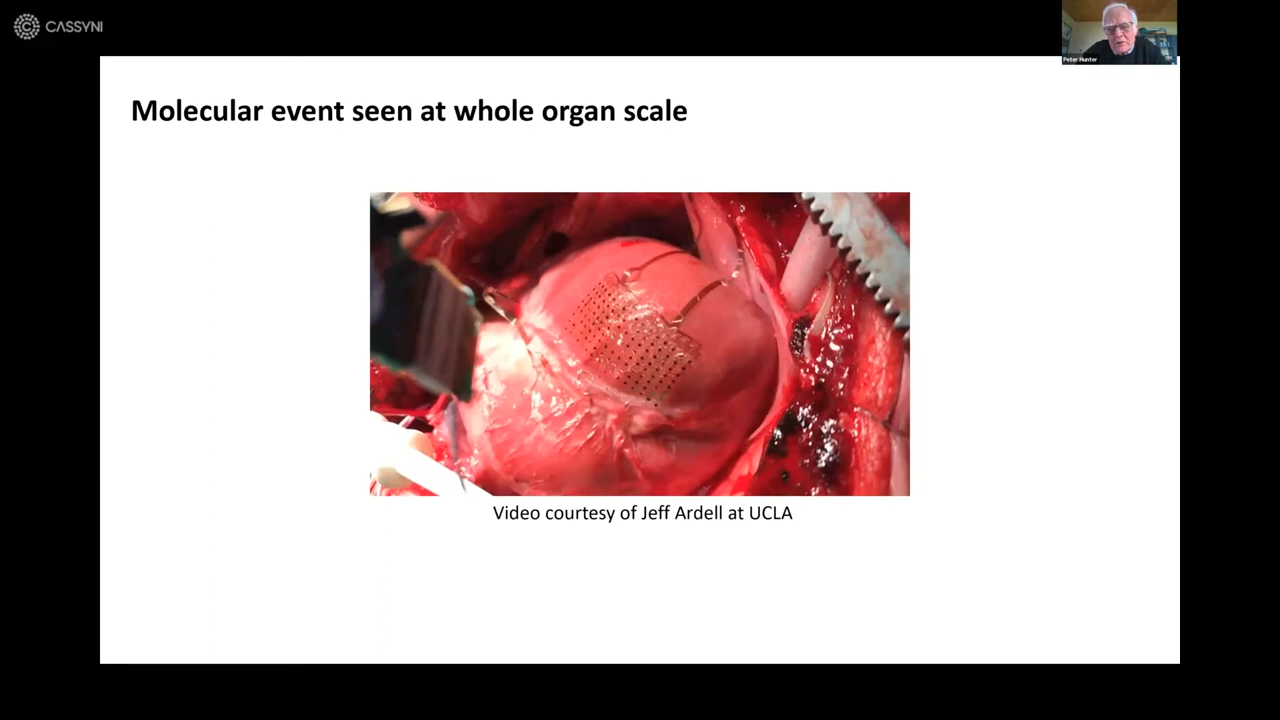 CASSYNI
Peter Hunter
Molecular event seen at whole organ scale
Video courtesy of Jeff Ardell at UCLA